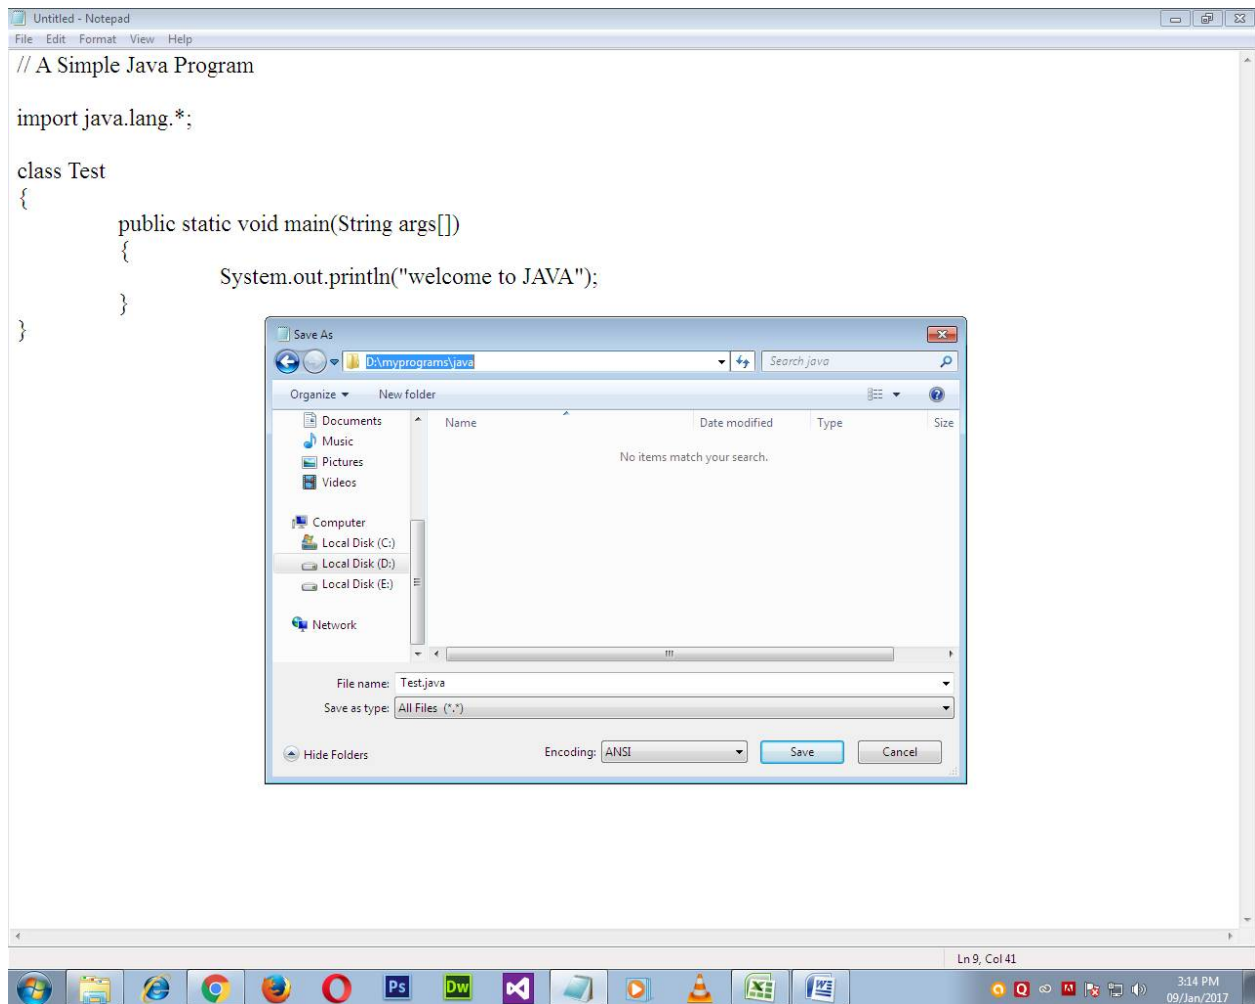 Untitled - Notepad
File Edit Format View Help
// A Simple Java Program
import java.lang.*;
class Test
{
public static void main(String args[])
{
System.out.println("welcome to JAVA");
}
}
Save As
D:\myprograms\java
Search java
Organize New folder
Documents
Music
Pictures
Videos
Computer
Local Disk (C:)
Local Disk (D:)
Local Disk (E:)
Network
Name Date modified Type Size
No items match your search.
File name: Test.java
Save as type: All Files (*.*)
Hide Folders
Encoding: ANSI Save Cancel
Ln 9, Col 41
Ps Dw
3:14 PM
09/Jan/2017